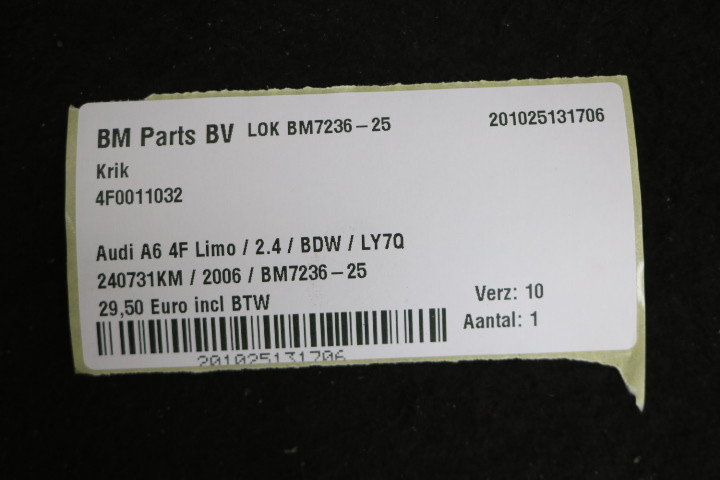 BM Parts BV LOK BM7236-25 201025131706
Krik
4F0011032
Audi A6 4F Limo / 2.4 / BDW / LY7Q
240731KM / 2006 / BM7236-25
29,50 Euro incl BTW
Verz: 10
Aantal: 1
201025131706